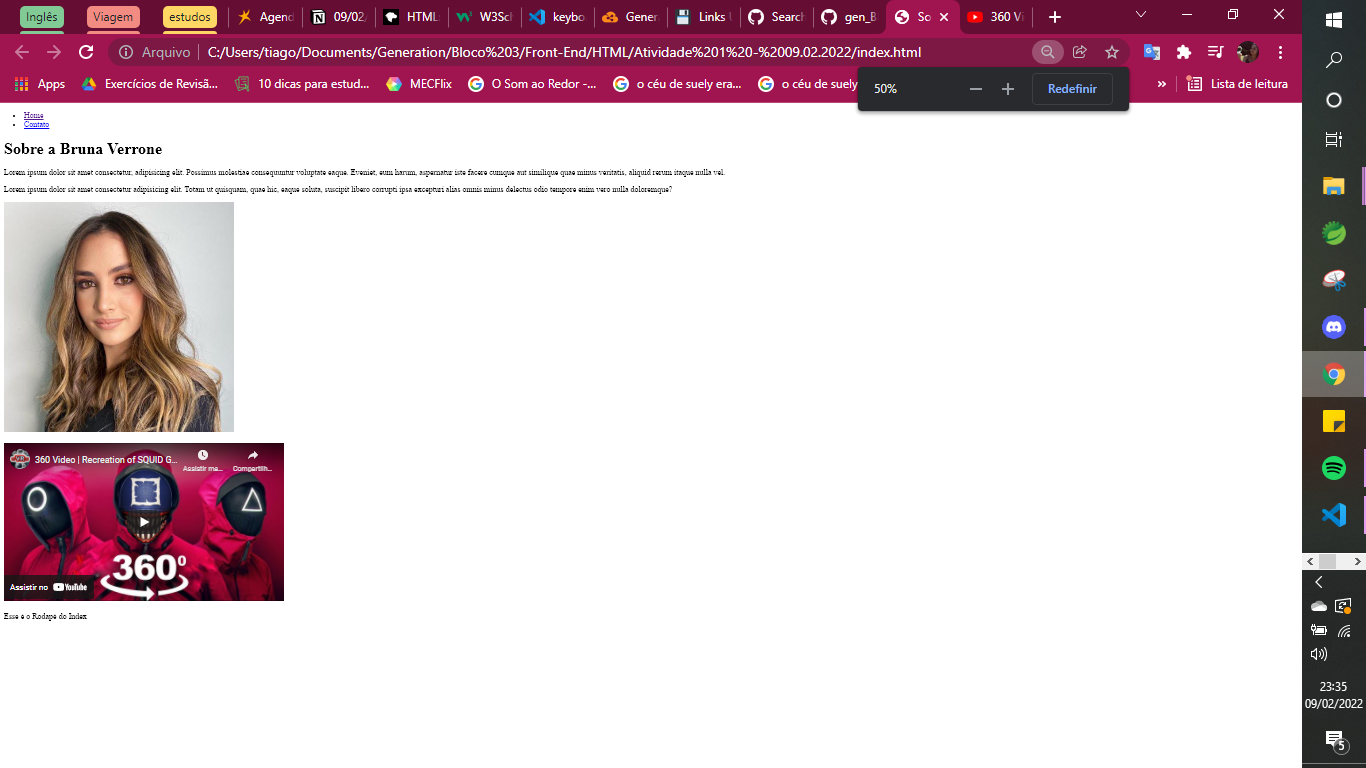 Inglês Viagem estudos Agend 09/02, HTML: W3Sch keybo Gener Links U Search gen_B So 360 Vi
Arquivo C:/Users/tiago/Documents/Generation/Bloco%203/Front-End/HTML/Atividade%201%20-%2009.02.2022/index.html
Apps Exercícios de Revisã... 10 dicas para estud... MECFlix O Som ao Redor -... o céu de suely era... o céu de suely » Lista de leitura
50% Redefinir
Home
Contato
Sobre a Bruna Verrone
Lorem ipsum dolor sit amet consectetur, adipisicing elit. Possimus molestiae consequuntur voluptate eaque. Eveniet, eum harum, aspernatur iste facere cumque aut similique quae minus veritatis, aliquid rerum itaque nulla vel.
Lorem ipsum dolor sit amet consectetur adipisicing elit. Totam ut quisquam, quae hic, eaque soluta, suscipit libero corrupti ipsa excepturi alias omnis minus delectus odio tempore enim vero nulla doloremque?
360 Video | Recreation of SQUID G...
Assistir ma... Compartilh...
360º
Assistir no YouTube
Esse e o Rodape do Index
23:35
09/02/2022
5